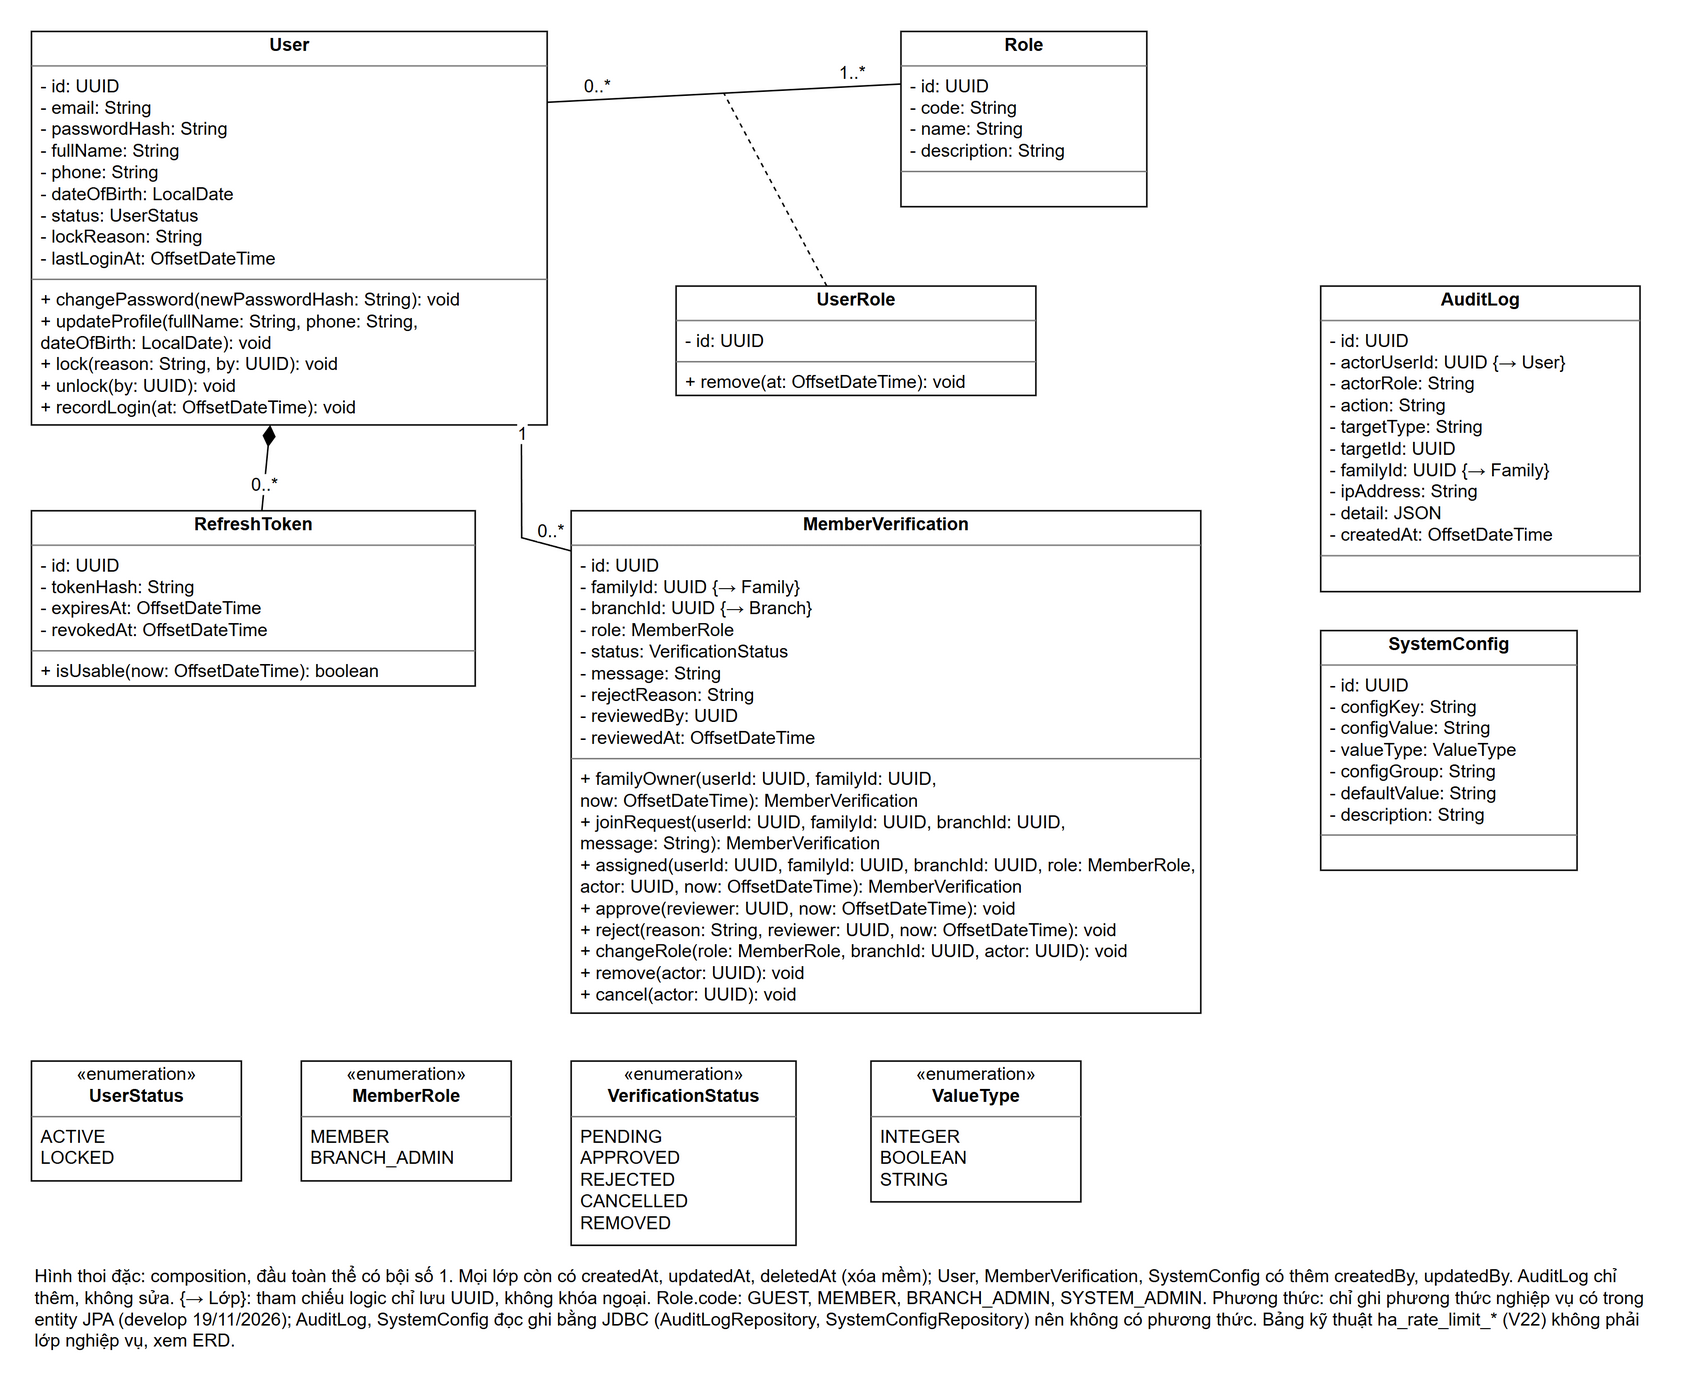 User
- id: UUID
- email: String
- passwordHash: String
- fullName: String
- phone: String
- dateOfBirth: LocalDate
- status: UserStatus
- lockReason: String
- lastLoginAt: OffsetDateTime
+ changePassword(newPasswordHash: String): void
+ updateProfile(fullName: String, phone: String,
dateOfBirth: LocalDate): void
+ lock(reason: String, by: UUID): void
+ unlock(by: UUID): void
+ recordLogin(at: OffsetDateTime): void
0..*
1..*
Role
- id: UUID
- code: String
- name: String
- description: String
UserRole
- id: UUID
+ remove(at: OffsetDateTime): void
AuditLog
- id: UUID
- actorUserId: UUID {→ User}
- actorRole: String
- action: String
- targetType: String
- targetId: UUID
- familyId: UUID {→ Family}
- ipAddress: String
- detail: JSON
- createdAt: OffsetDateTime
1
0..*
0..*
RefreshToken
- id: UUID
- tokenHash: String
- expiresAt: OffsetDateTime
- revokedAt: OffsetDateTime
+ isUsable(now: OffsetDateTime): boolean
MemberVerification
- id: UUID
- familyId: UUID {→ Family}
- branchId: UUID {→ Branch}
- role: MemberRole
- status: VerificationStatus
- message: String
- rejectReason: String
- reviewedBy: UUID
- reviewedAt: OffsetDateTime
+ familyOwner(userId: UUID, familyId: UUID,
now: OffsetDateTime): MemberVerification
+ joinRequest(userId: UUID, familyId: UUID, branchId: UUID,
message: String): MemberVerification
+ assigned(userId: UUID, familyId: UUID, branchId: UUID, role: MemberRole,
actor: UUID, now: OffsetDateTime): MemberVerification
+ approve(reviewer: UUID, now: OffsetDateTime): void
+ reject(reason: String, reviewer: UUID, now: OffsetDateTime): void
+ changeRole(role: MemberRole, branchId: UUID, actor: UUID): void
+ remove(actor: UUID): void
+ cancel(actor: UUID): void
SystemConfig
- id: UUID
- configKey: String
- configValue: String
- valueType: ValueType
- configGroup: String
- defaultValue: String
- description: String
«enumeration»
UserStatus
ACTIVE
LOCKED
«enumeration»
MemberRole
MEMBER
BRANCH_ADMIN
«enumeration»
VerificationStatus
PENDING
APPROVED
REJECTED
CANCELLED
REMOVED
«enumeration»
ValueType
INTEGER
BOOLEAN
STRING
Hình thoi đặc: composition, đầu toàn thể có bội số 1. Mọi lớp còn có createdAt, updatedAt, deletedAt (xóa mềm); User, MemberVerification, SystemConfig có thêm createdBy, updatedBy. AuditLog chỉ
thêm, không sửa. {→ Lớp}: tham chiếu logic chỉ lưu UUID, không khóa ngoại. Role.code: GUEST, MEMBER, BRANCH_ADMIN, SYSTEM_ADMIN. Phương thức: chỉ ghi phương thức nghiệp vụ có trong
entity JPA (develop 19/11/2026); AuditLog, SystemConfig đọc ghi bằng JDBC (AuditLogRepository, SystemConfigRepository) nên không có phương thức. Bảng kỹ thuật ha_rate_limit_* (V22) không phải
lớp nghiệp vụ, xem ERD.